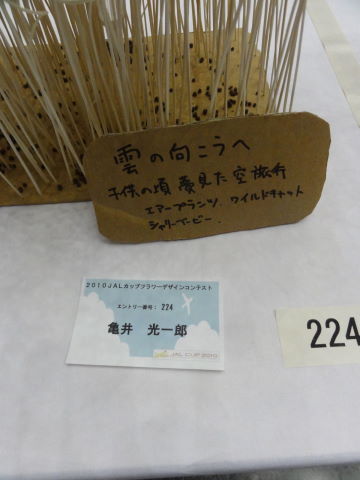 雲の向こうへ
子供の頃夢見た空旅行
エアープランツ、ワイルドキャット
シャリーベービー.
2010JALカップフラワーデザインコンテスト
エントリー番号: 224
亀井 光一郎
JAL CUP 2010
224